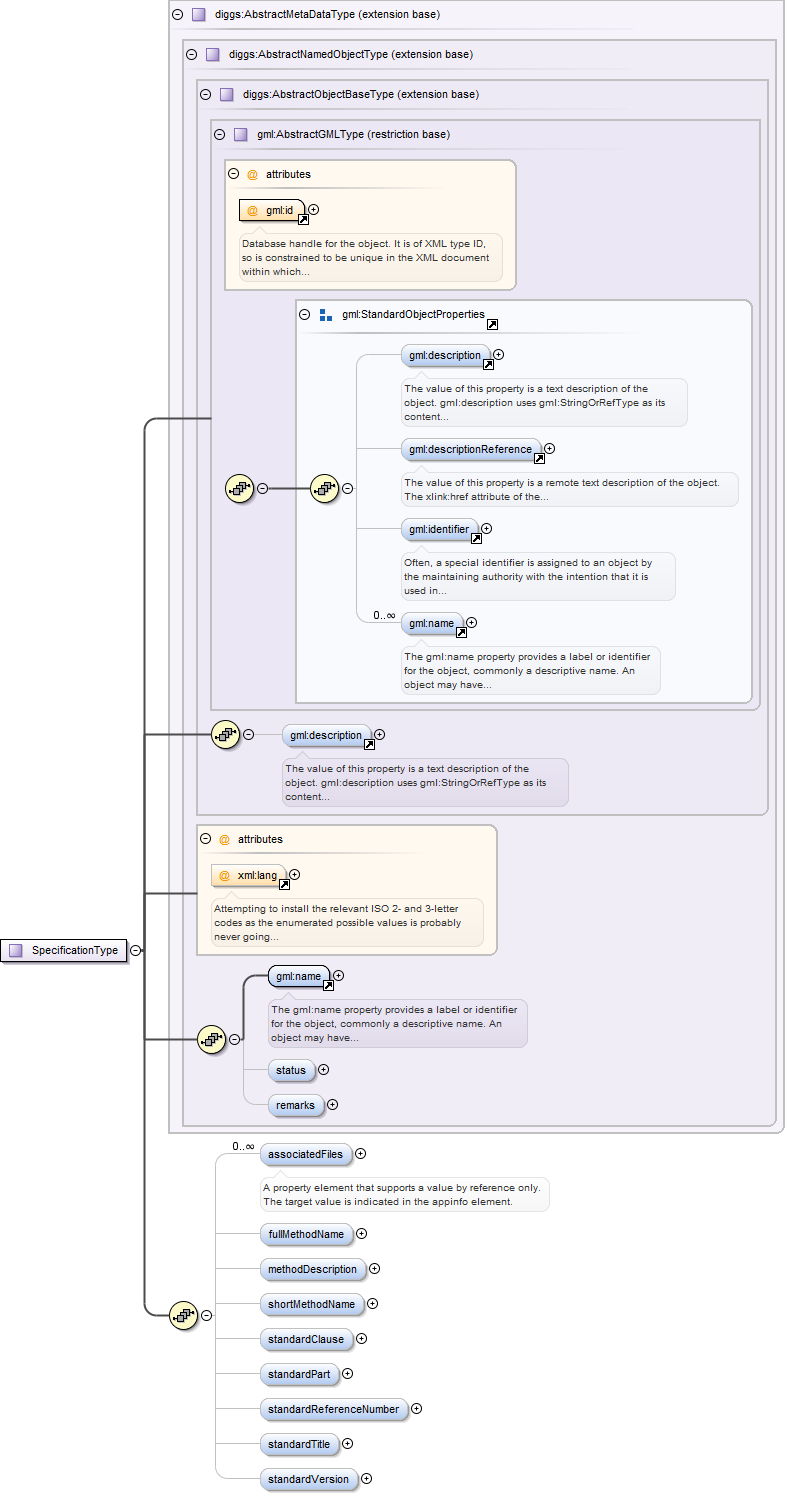 diggs:AbstractMetaDataType (extension base)
diggs:AbstractNamedObjectType (extension base)
diggs:AbstractObjectBaseType (extension base)
gml:AbstractGMLType (restriction base)
@ attributes
@ gml:id
Database handle for the object. It is of XML type ID,
so is constrained to be unique in the XML document
within which...
gml:StandardObjectProperties
gml:description
The value of this property is a text description of the
object. gml:description uses gml:StringOrRefType as its
content...
gml:descriptionReference
The value of this property is a remote text description of the object.
The xlink:href attribute of the...
gml:identifier
Often, a special identifier is assigned to an object by
the maintaining authority with the intention that it is
used in...
0..∞
gml:name
The gml:name property provides a label or identifier
for the object, commonly a descriptive name. An
object may have...
gml:description
The value of this property is a text description of the
object. gml:description uses gml:StringOrRefType as its
content...
@ attributes
@ xml:lang
Attempting to install the relevant ISO 2- and 3-letter
codes as the enumerated possible values is probably
never going...
SpecificationType
gml:name
The gml:name property provides a label or identifier
for the object, commonly a descriptive name. An
object may have...
status
remarks
0..∞
associatedFiles
A property element that supports a value by reference only.
The target value is indicated in the appinfo element.
fullMethodName
methodDescription
shortMethodName
standardClause
standardPart
standardReferenceNumber
standardTitle
standardVersion